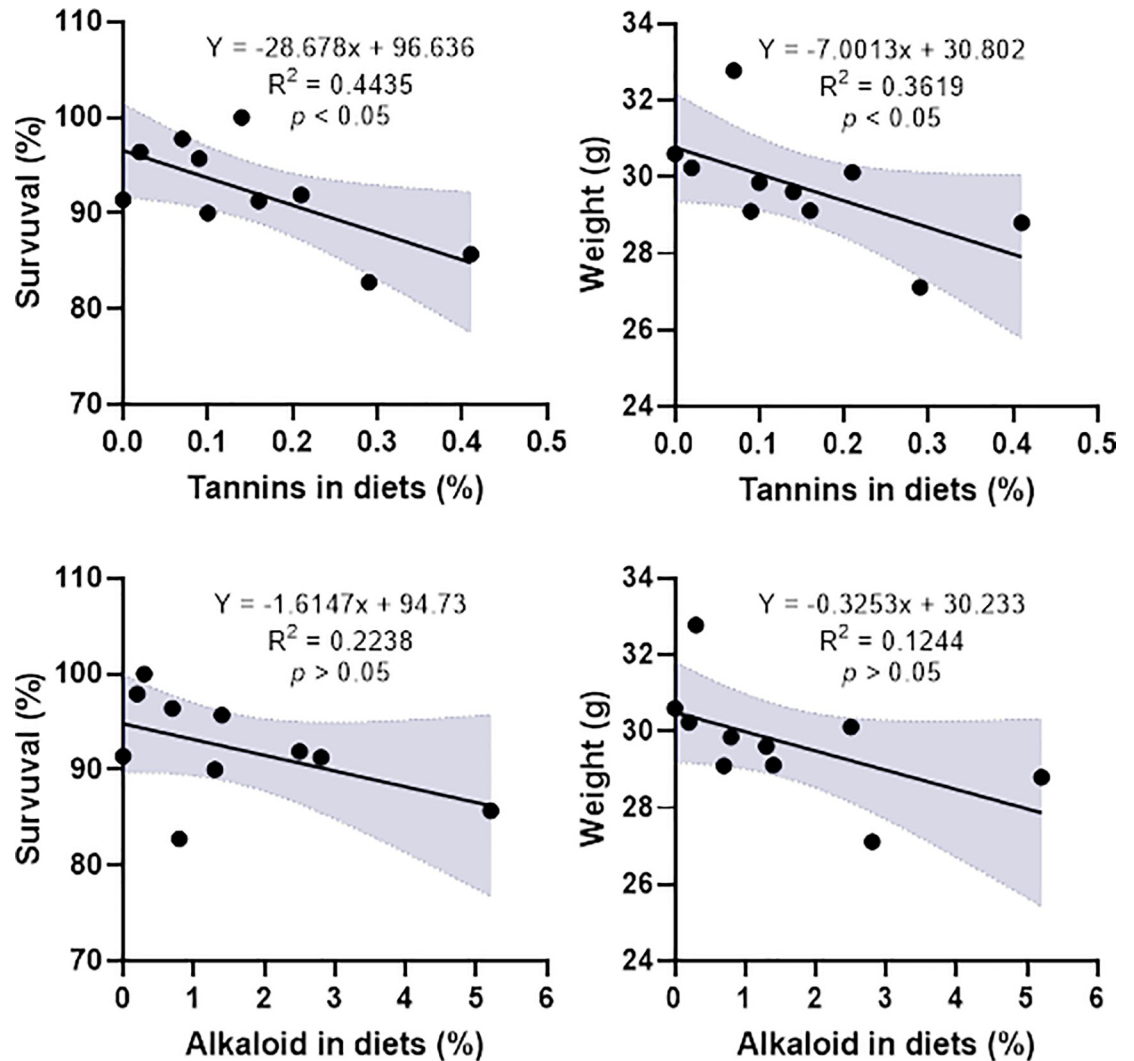 Y = -28.678x + 96.636
R² = 0.4435
p < 0.05
Survuval (%)
110
100
90
80
70
0.0 0.1 0.2 0.3 0.4 0.5
Tannins in diets (%)
Y = -7.0013x + 30.802
R² = 0.3619
p < 0.05
Weight (g)
34
32
30
28
26
24
0.0 0.1 0.2 0.3 0.4 0.5
Tannins in diets (%)
Y = -1.6147x + 94.73
R² = 0.2238
p > 0.05
Survuval (%)
110
100
90
80
70
0 1 2 3 4 5 6
Alkaloid in diets (%)
Y = -0.3253x + 30.233
R² = 0.1244
p > 0.05
Weight (g)
34
32
30
28
26
24
0 1 2 3 4 5 6
Alkaloid in diets (%)